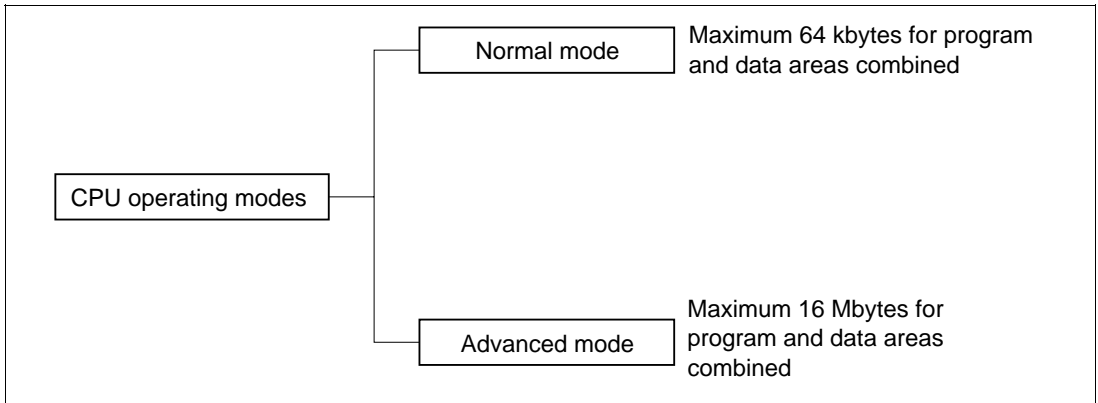 Normal mode
Maximum 64 kbytes for program
and data areas combined
CPU operating modes
Advanced mode
Maximum 16 Mbytes for
program and data areas
combined